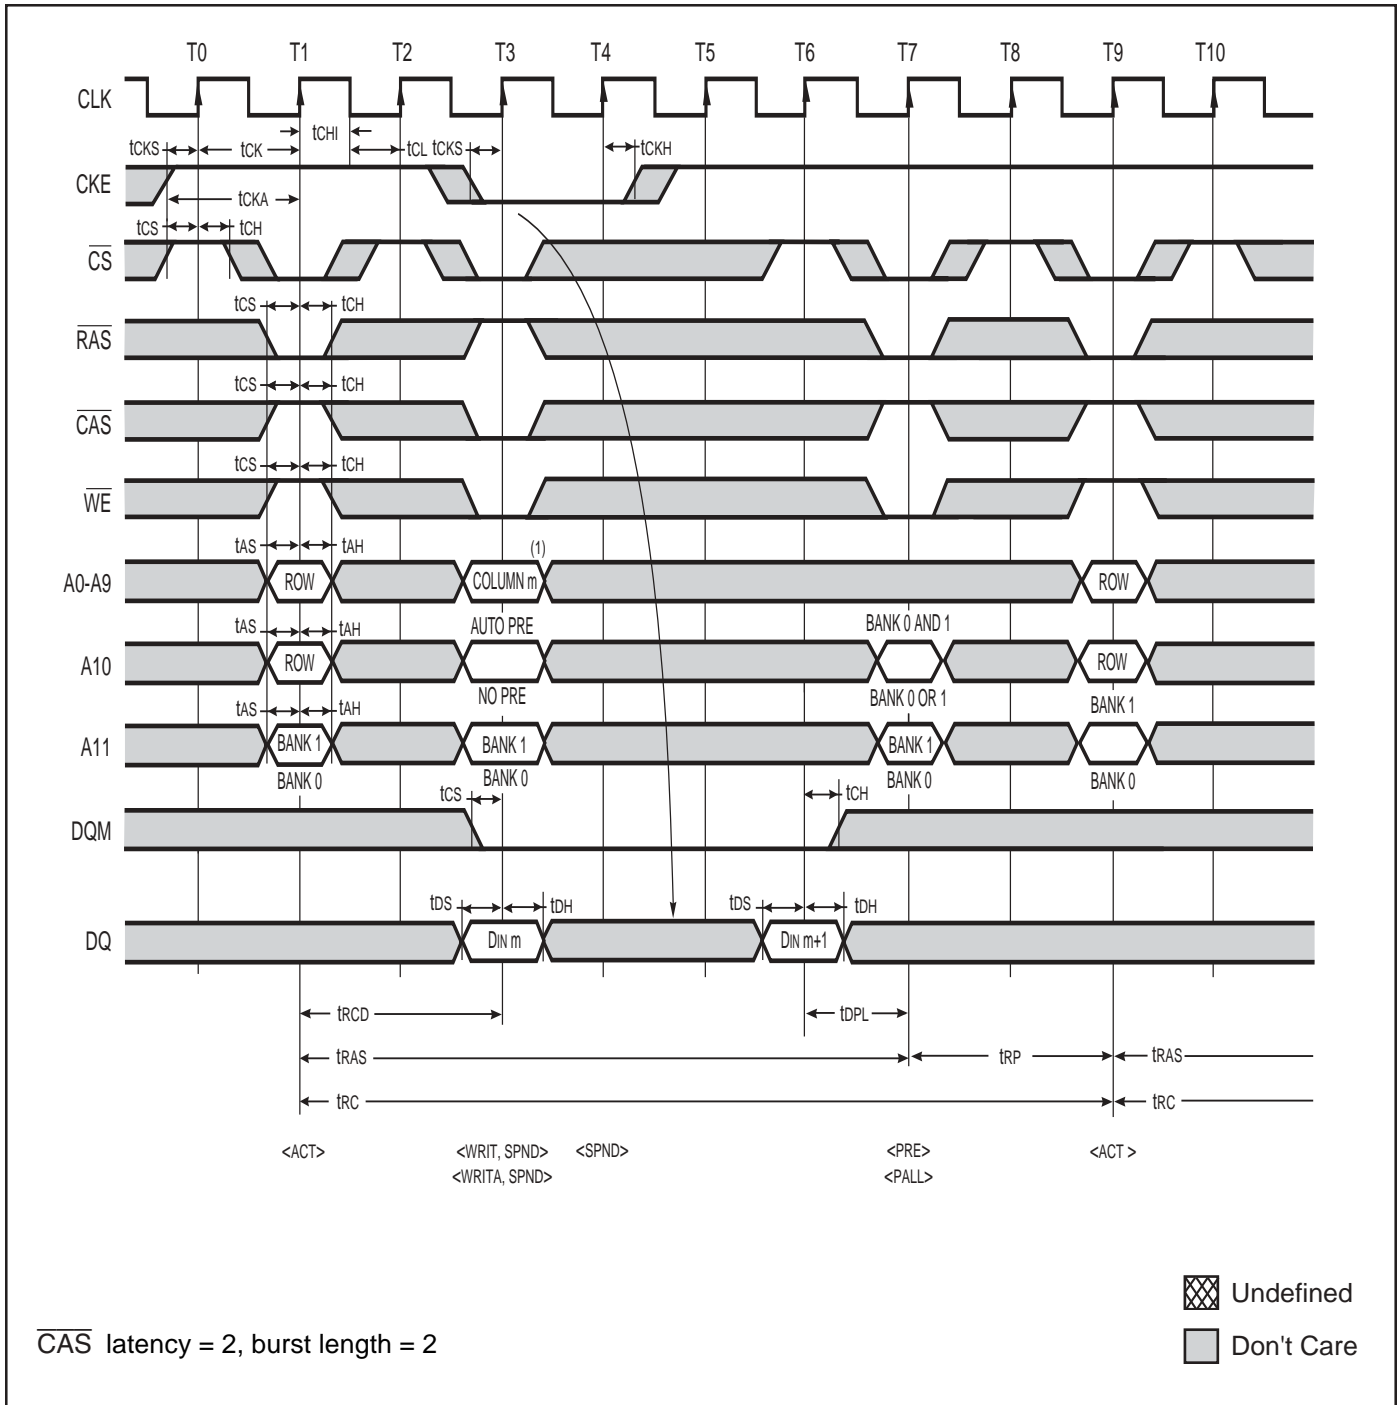 T0 T1 T2 T3 T4 T5 T6 T7 T8 T9 T10
CLK
tCHI
tCKS tCK tCL tCKS tCKH
CKE
tCKA
tCS tCH
CS
tCS tCH
RAS
tCS tCH
CAS
tCS tCH
WE
tAS tAH (1)
A0-A9 ROW COLUMN m ROW
tAS tAH AUTO PRE BANK 0 AND 1
A10 ROW ROW
NO PRE BANK 0 OR 1 BANK 1
tAS tAH
A11 BANK 1 BANK 1 BANK 1
BANK 0 BANK 0 BANK 0 BANK 0
tCS tCH
DQM
tDS tDH tDS tDH
DQ DIN m DIN m+1
tRCD tDPL
tRAS tRP tRAS
tRC tRC
<ACT> <WRIT, SPND> <SPND> <PRE> <ACT >
<WRITA, SPND> <PALL>
Undefined
CAS latency = 2, burst length = 2 Don't Care